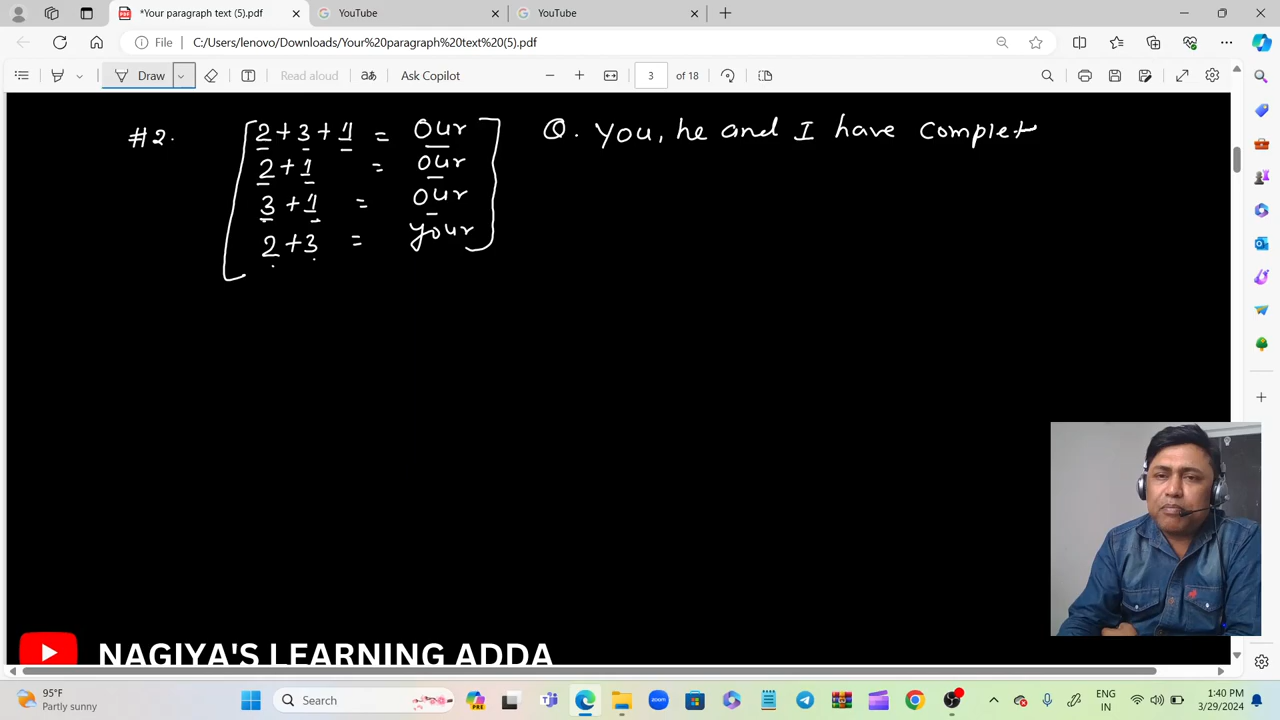 *Your paragraph text (5).pdf
YouTube
YouTube
File C:/Users/lenovo/Downloads/Your%20paragraph%20text%20(5).pdf
Draw
Read aloud
Ask Copilot
3 of 18
#2.
2 + 3 + 1 = Our
2 + 1 = our
3 + 1 = Our
2 + 3 = your
Q. You, he and I have complet
NAGIYA'S LEARNING ADDA
95°F
Partly sunny
Search
ENG
IN
1:40 PM
3/29/2024